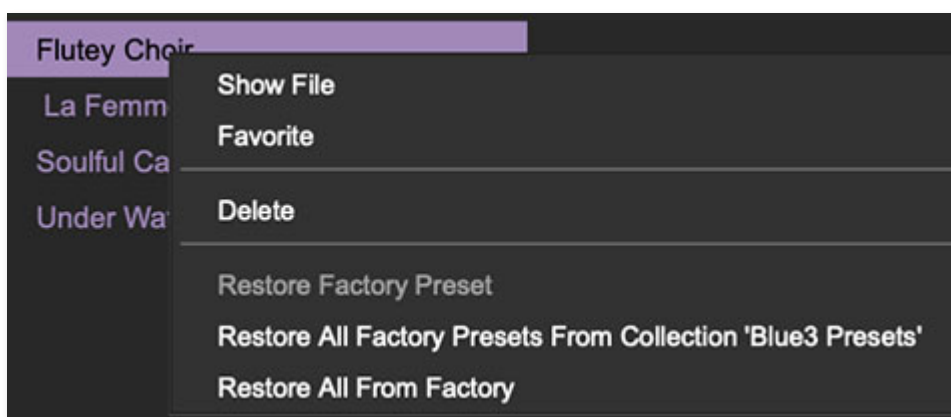 Flutey Choir
Show File
La Femm
Favorite
Soulful Ca
Delete
Under Wa
Restore Factory Preset
Restore All Factory Presets From Collection 'Blue3 Presets'
Restore All From Factory